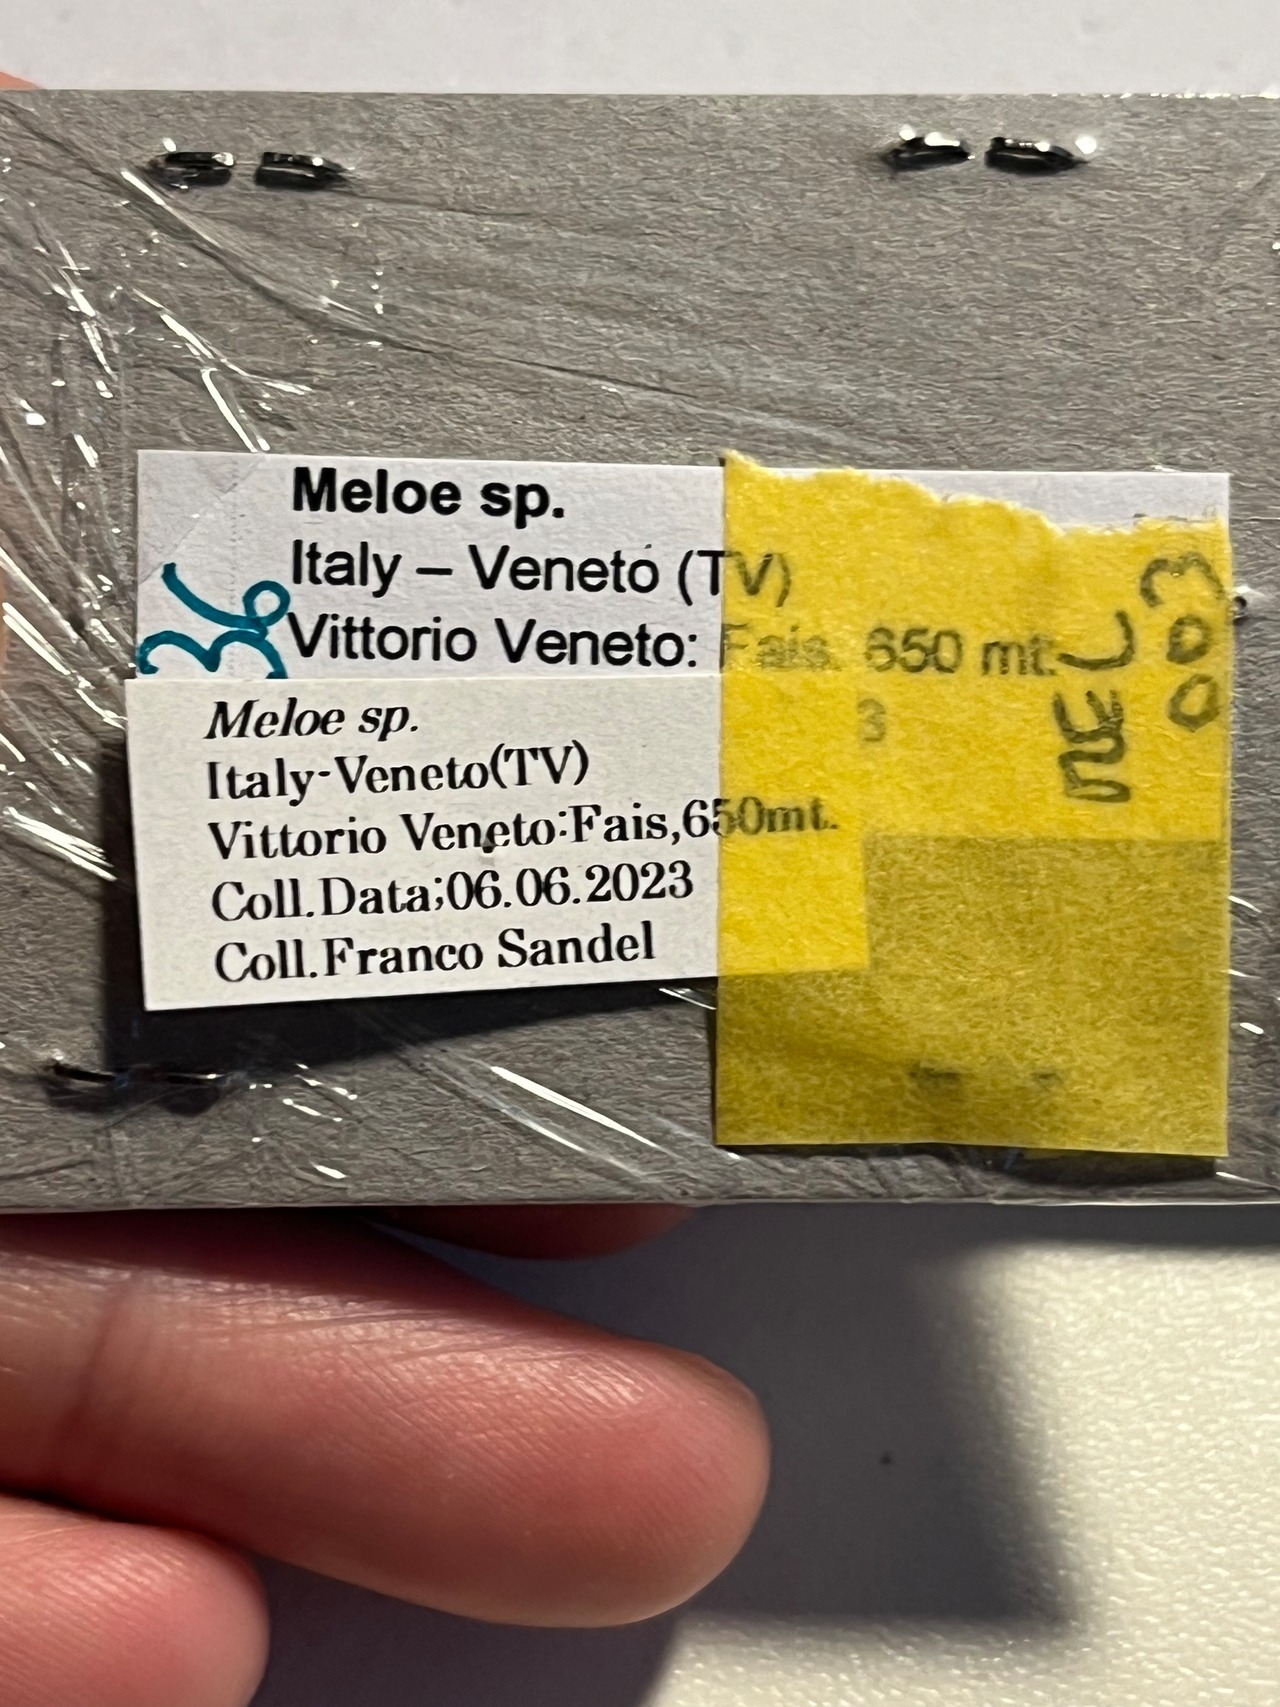 Meloe sp.
Italy – Veneto (TV)
Vittorio Veneto: Fais. 650 mt.
3
36
Meloe sp.
Italy-Veneto(TV)
Vittorio Veneto:Fais,650mt.
Coll.Data;06.06.2023
Coll.Franco Sandel
MEL
003